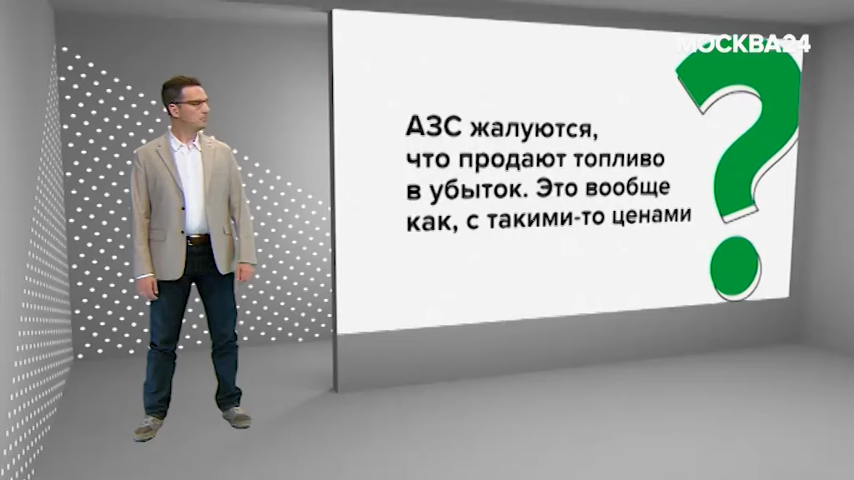 МОСКВА24
АЗС жалуются,
что продают топливо
в убыток. Это вообще
как, с такими-то ценами
?